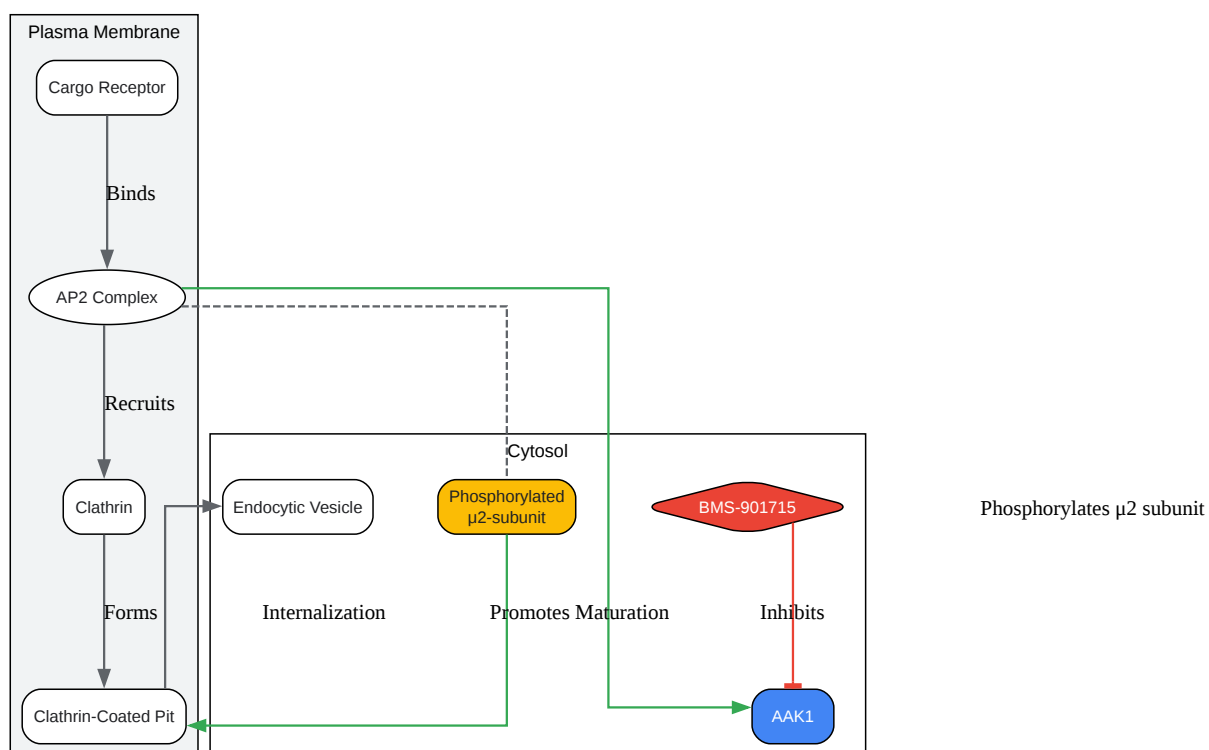 Plasma Membrane
Cargo Receptor
Binds
AP2 Complex
Recruits
Cytosol
Clathrin
Endocytic Vesicle
Phosphorylated
μ2-subunit
BMS-901715
Phosphorylates μ2 subunit
Forms
Internalization
Promotes Maturation
Inhibits
Clathrin-Coated Pit
AAK1